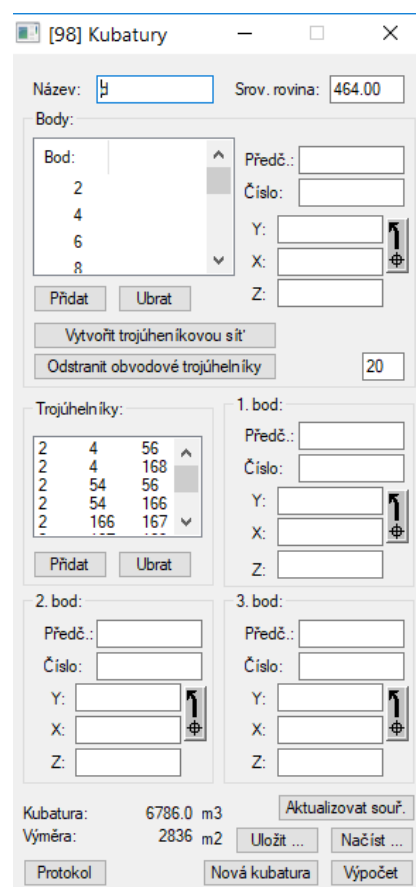 [98] Kubatury
Název: Srov. rovina: 464.00
Body:
Bod:
2
4
6
8
Předč.:
Číslo:
Y:
X:
Z:
Přidat Ubrat
Vytvořit trojúheníkovou síť
Odstranit obvodové trojúhelníky 20
Trojúhelníky:
2 4 56
2 4 168
2 54 56
2 54 166
2 166 167
Přidat Ubrat
1. bod:
Předč.:
Číslo:
Y:
X:
Z:
2. bod:
Předč.:
Číslo:
Y:
X:
Z:
3. bod:
Předč.:
Číslo:
Y:
X:
Z:
Kubatura: 6786.0 m3
Výměra: 2836 m2
Aktualizovat souř.
Uložit ... Načíst ...
Protokol Nová kubatura Výpočet